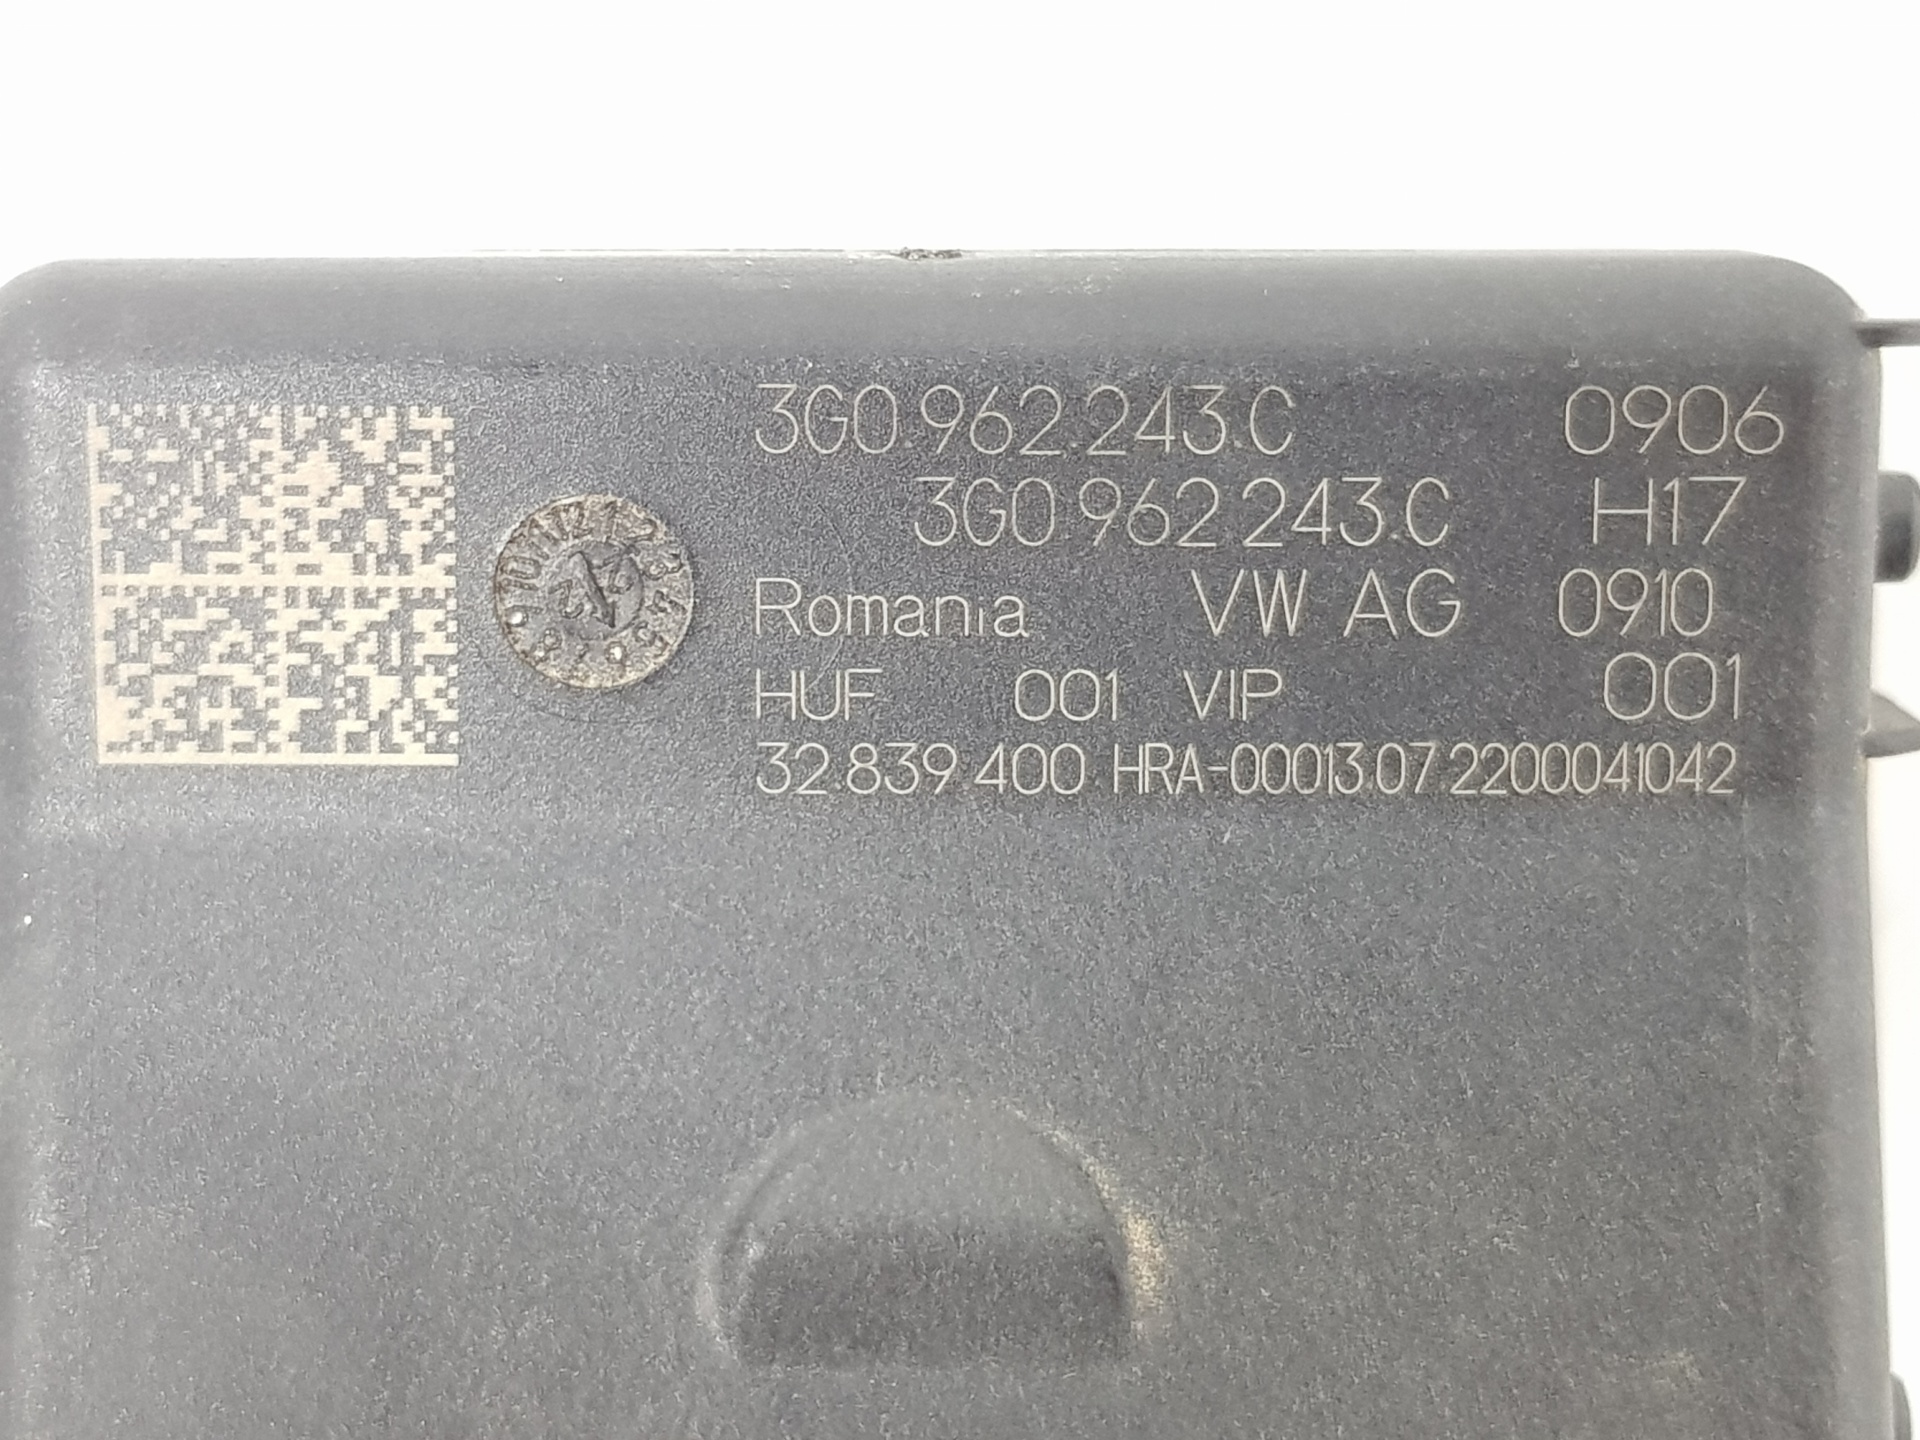 3G0.962.243.C 0906
3G0.962.243.C H17
Romania VW AG 0910
HUF 001 VIP 001
32.839.400 HRA-00013.07.2200041042